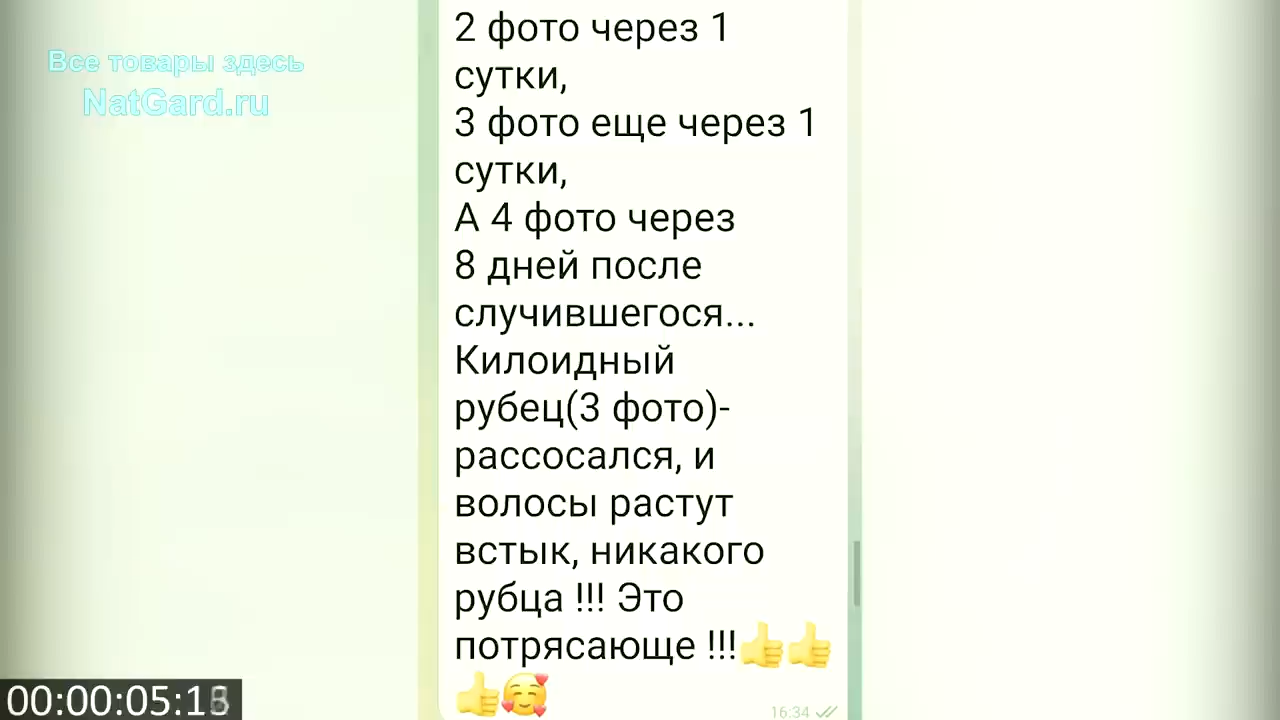 Все товары здесь
NatGard.ru
2 фото через 1
сутки,
3 фото еще через 1
сутки,
А 4 фото через
8 дней после
случившегося...
Килоидный
рубец(3 фото)-
рассосался, и
волосы растут
встык, никакого
рубца !!! Это
потрясающе !!!👍👍
👍🥰
16:34
00:00:05:18